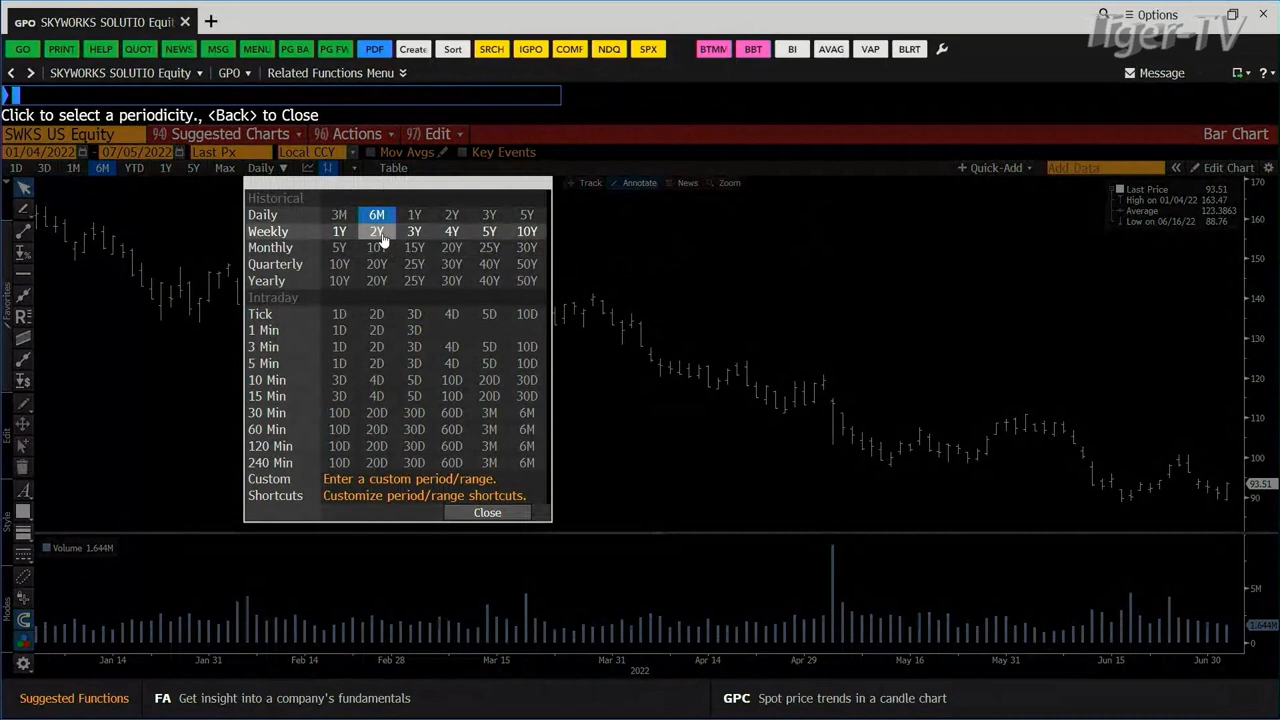 GPO SKYWORKS SOLUTIO Equit
Options
Tiger-TV
GO PRINT HELP QUOT NEWS MSG MENU PG BA PG FW PDF Create Sort SRCH IGPO COMF NDQ SPX BTMM BBT BI AVAG VAP BLRT
SKYWORKS SOLUTIO Equity GPO Related Functions Menu Message ?
Click to select a periodicity., <Back> to Close
SWKS US Equity 94) Suggested Charts 96) Actions 97) Edit Bar Chart
01/04/2022 - 07/05/2022 Last Px Local CCY Mov Avgs Key Events
1D 3D 1M 6M YTD 1Y 5Y Max Daily Table + Quick-Add Add Data Edit Chart
Track Annotate News Zoom
Historical
Daily 3M 6M 1Y 2Y 3Y 5Y
Weekly 1Y 2Y 3Y 4Y 5Y 10Y
Monthly 5Y 10Y 15Y 20Y 25Y 30Y
Quarterly 10Y 20Y 25Y 30Y 40Y 50Y
Yearly 10Y 20Y 25Y 30Y 40Y 50Y
Intraday
Tick 1D 2D 3D 4D 5D 10D
1 Min 1D 2D 3D
3 Min 1D 2D 3D 4D 5D 10D
5 Min 1D 2D 3D 4D 5D 10D
10 Min 3D 4D 5D 10D 20D 30D
15 Min 3D 4D 5D 10D 20D 30D
30 Min 10D 20D 30D 60D 3M 6M
60 Min 10D 20D 30D 60D 3M 6M
120 Min 10D 20D 30D 60D 3M 6M
240 Min 10D 20D 30D 60D 3M 6M
Custom Enter a custom period/range.
Shortcuts Customize period/range shortcuts.
Close
Last Price 93.51
High on 01/04/22 163.47
Average 123.3863
Low on 06/16/22 88.76
170
160
150
140
130
120
110
100
93.51
90
Favorites
Edit
Style
Modes
Volume 1.644M
5M
1.644M
0
Jan 14 Jan 31 Feb 14 Feb 28 Mar 15 Mar 31 Apr 14 Apr 29 May 16 May 31 Jun 15 Jun 30
2022
Suggested Functions FA Get insight into a company's fundamentals GPC Spot price trends in a candle chart